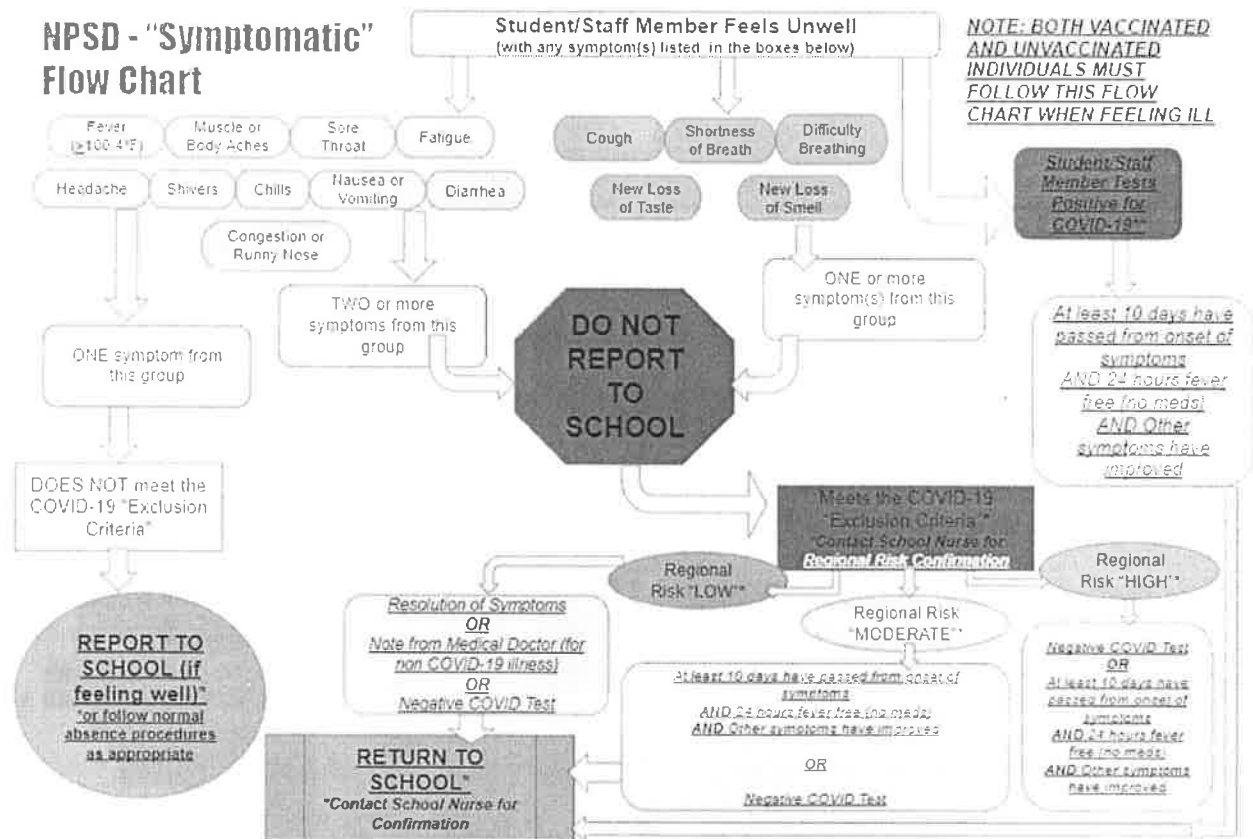 NPSD - "Symptomatic"
Flow Chart
Student/Staff Member Feels Unwell
(with any symptom(s) listed in the boxes below)
NOTE: BOTH VACCINATED
AND UNVACCINATED
INDIVIDUALS MUST
FOLLOW THIS FLOW
CHART WHEN FEELING ILL
Fever
(≥100.4°F)
Muscle or
Body Aches
Sore
Throat
Fatigue
Headache
Shivers
Chills
Nausea or
Vomiting
Diarrhea
Congestion or
Runny Nose
Cough
Shortness
of Breath
Difficulty
Breathing
New Loss
of Taste
New Loss
of Smell
Student/Staff
Member Tests
Positive for
COVID-19**
ONE symptom from
this group
TWO or more
symptoms from this
group
DO NOT
REPORT
TO
SCHOOL
ONE or more
symptom(s) from this
group
At least 10 days have
passed from onset of
symptoms
AND 24 hours fever
free (no meds)
AND Other
symptoms have
improved
DOES NOT meet the
COVID-19 "Exclusion
Criteria"
Meets the COVID-19
"Exclusion Criteria"*
*Contact School Nurse for
Regional Risk Confirmation
REPORT TO
SCHOOL (if
feeling well)*
*or follow normal
absence procedures
as appropriate
Regional
Risk "LOW"*
Regional Risk
"MODERATE"*
Regional
Risk "HIGH"*
Resolution of Symptoms
OR
Note from Medical Doctor (for
non COVID-19 illness)
OR
Negative COVID Test
At least 10 days have passed from onset of
symptoms
AND 24 hours fever free (no meds)
AND Other symptoms have improved
OR
Negative COVID Test
Negative COVID Test
OR
At least 10 days have
passed from onset of
symptoms
AND 24 hours fever
free (no meds)
AND Other symptoms
have improved
RETURN TO
SCHOOL*
*Contact School Nurse for
Confirmation